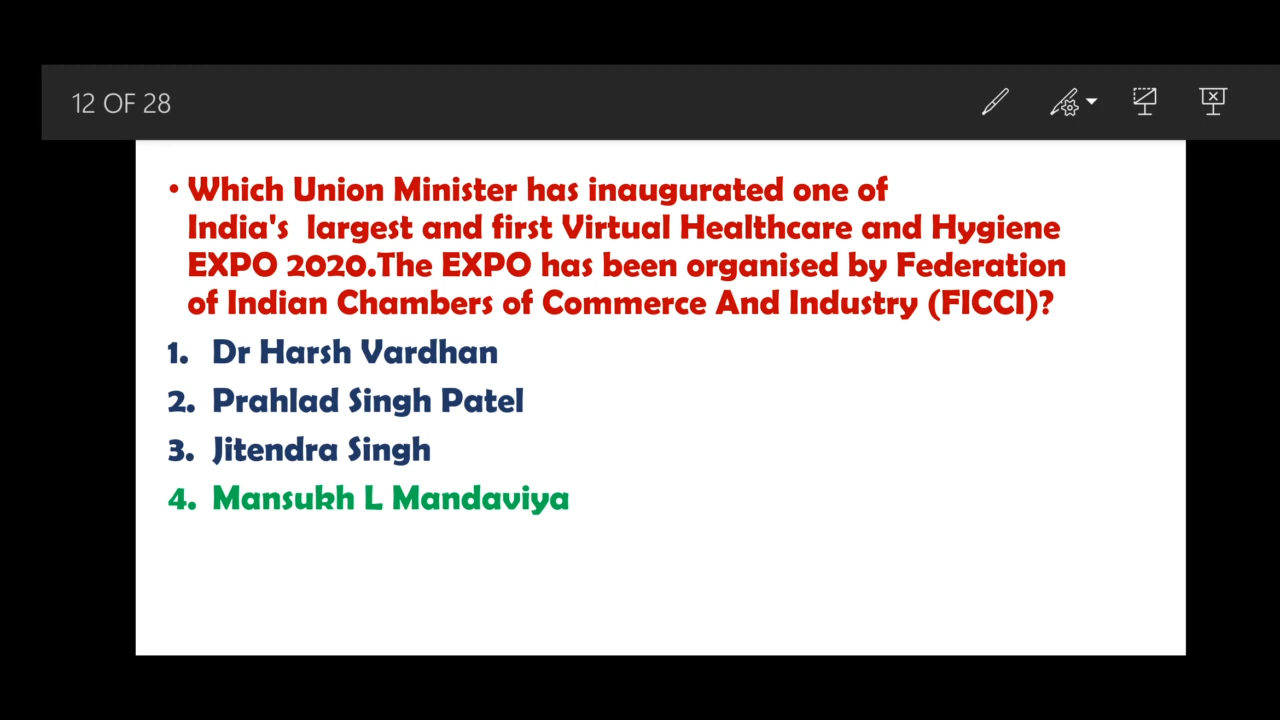 12 OF 28
• Which Union Minister has inaugurated one of
India's largest and first Virtual Healthcare and Hygiene
EXPO 2020.The EXPO has been organised by Federation
of Indian Chambers of Commerce And Industry (FICCI)?
1. Dr Harsh Vardhan
2. Prahlad Singh Patel
3. Jitendra Singh
4. Mansukh L Mandaviya